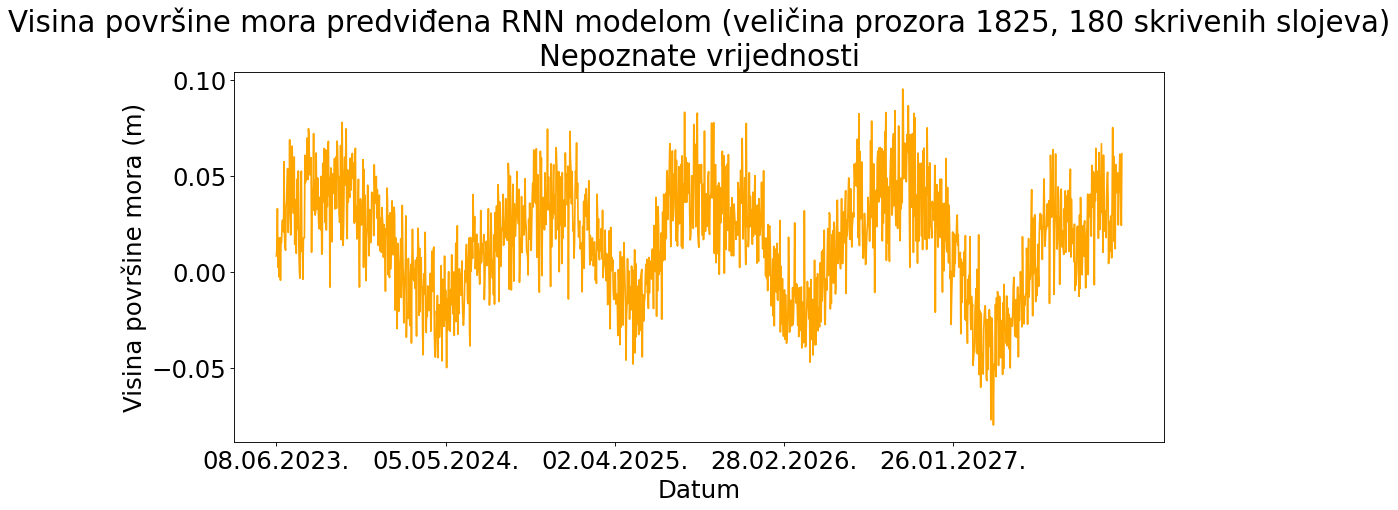 Visina površine mora predviđena RNN modelom (veličina prozora 1825, 180 skrivenih slojeva)
Nepoznate vrijednosti
Visina površine mora (m)
0.10
0.05
0.00
−0.05
08.06.2023. 05.05.2024. 02.04.2025. 28.02.2026. 26.01.2027.
Datum